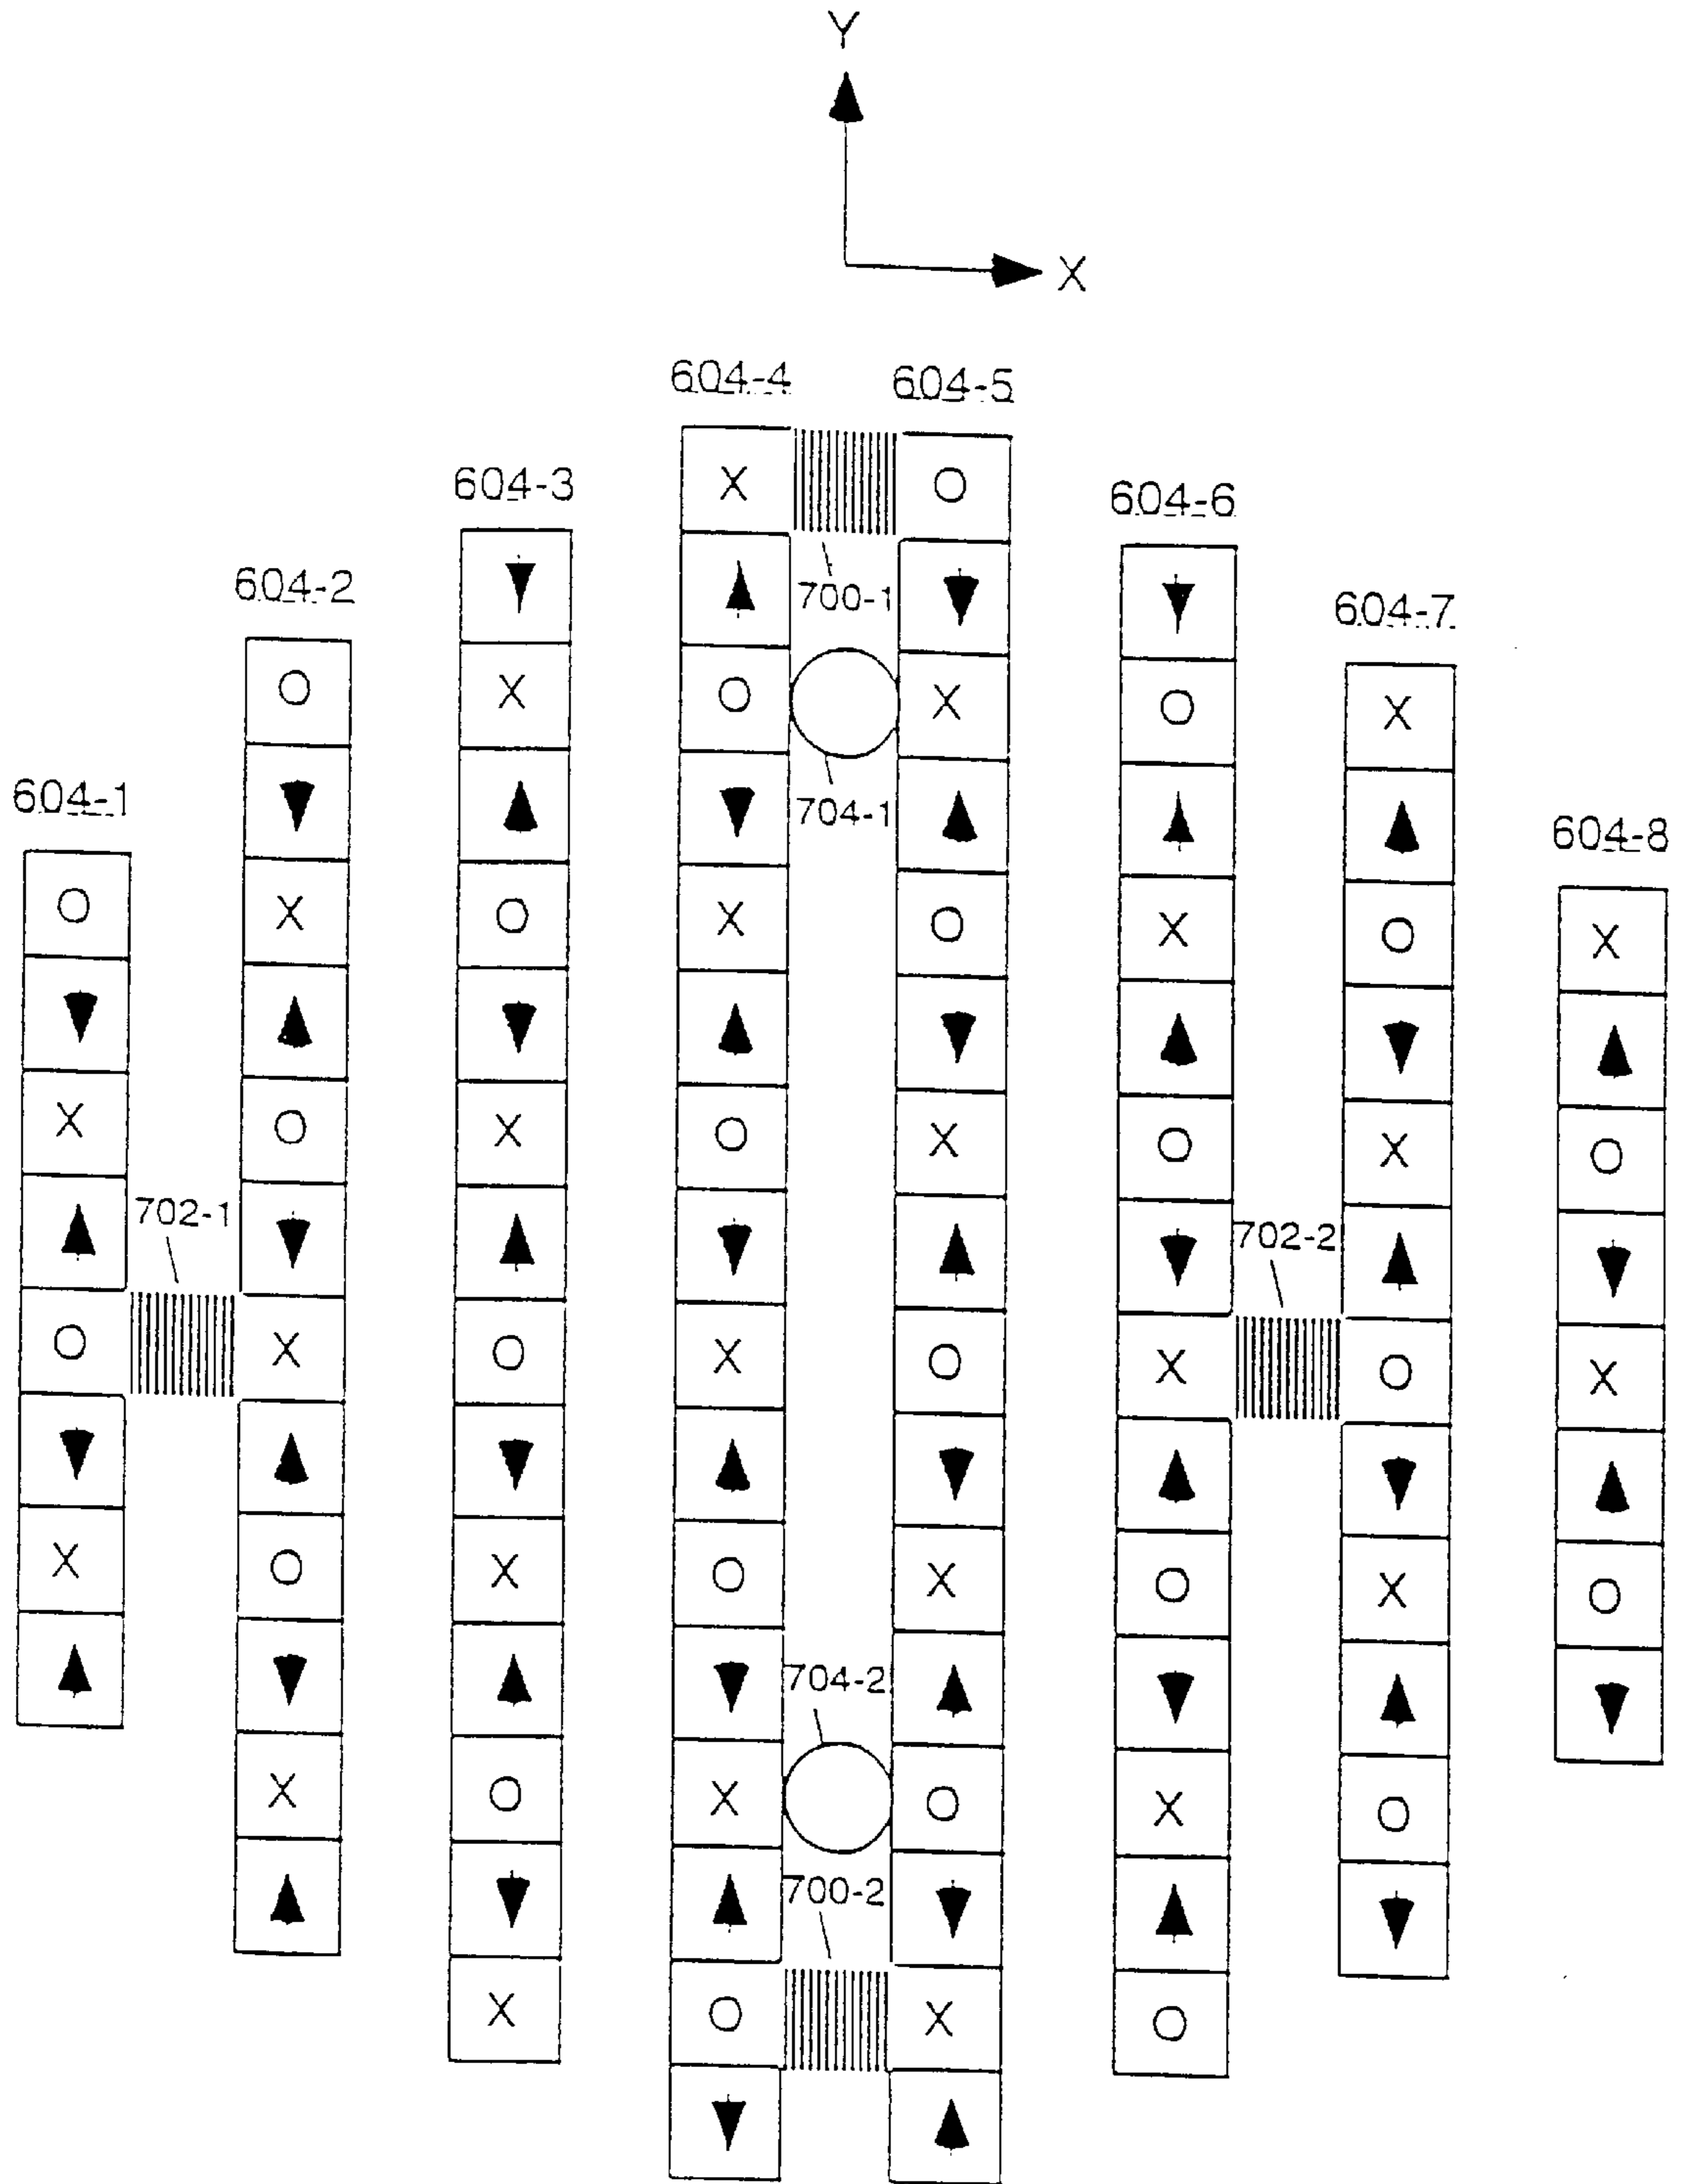 Y
X
604-4 604-5
604-3 604-6
X O
604-2 700-1 604-7
O X O X O X
604-1 704-1 604-8
O X O X O X O X
X O X O X O X O
702-1 702-2
O X O X O X O X
X O X O X O X O
704-2
X O X O X O
700-2
X O X O